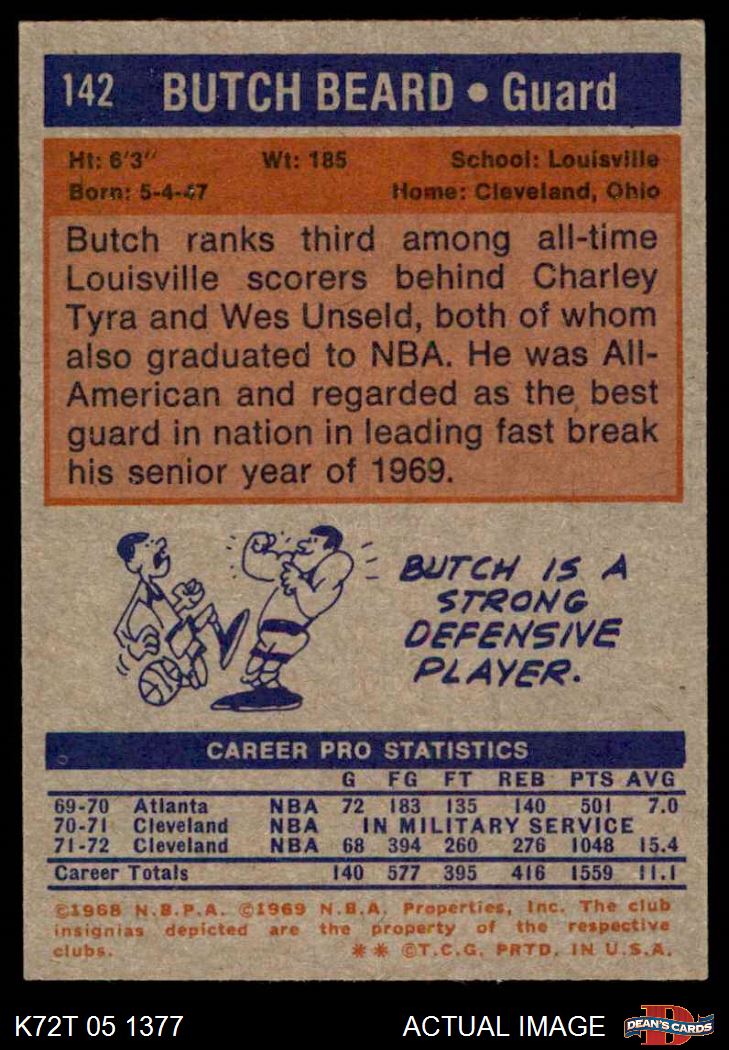 142 BUTCH BEARD • Guard
Ht: 6'3" Wt: 185 School: Louisville
Born: 5-4-47 Home: Cleveland, Ohio
Butch ranks third among all-time
Louisville scorers behind Charley
Tyra and Wes Unseld, both of whom
also graduated to NBA. He was All-
American and regarded as the best
guard in nation in leading fast break
his senior year of 1969.
BUTCH IS A
STRONG
DEFENSIVE
PLAYER.
CAREER PRO STATISTICS
G FG FT REB PTS AVG
69-70 Atlanta NBA 72 183 135 140 501 7.0
70-71 Cleveland NBA IN MILITARY SERVICE
71-72 Cleveland NBA 68 394 260 276 1048 15.4
Career Totals 140 577 395 416 1559 11.1
©1968 N.B.P.A. ©1969 N.B.A. Properties, Inc. The club
insignias depicted are the property of the respective
clubs. ** ©T.C.G. PRTD. IN U.S.A.
K72T 05 1377 ACTUAL IMAGE DEAN'S CARDS